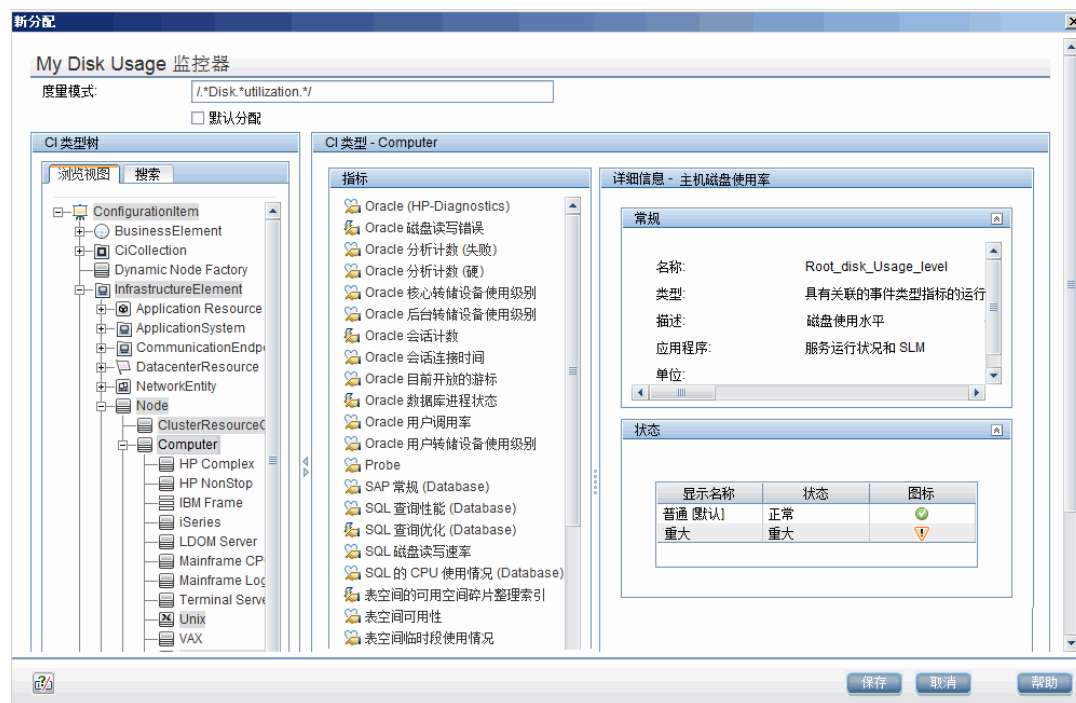 新分配
My Disk Usage 监控器
度量模式: /.*Disk.*utilization.*/
默认分配
CI 类型树
浏览视图 搜索
ConfigurationItem
BusinessElement
CiCollection
Dynamic Node Factory
InfrastructureElement
Application Resource
ApplicationSystem
CommunicationEndp
DatacenterResource
NetworkEntity
Node
ClusterResourceG
Computer
HP Complex
HP NonStop
IBM Frame
iSeries
LDOM Server
Mainframe CP
Mainframe Log
Terminal Serve
Unix
VAX
CI 类型 - Computer
指标
Oracle (HP-Diagnostics)
Oracle 磁盘读写错误
Oracle 分析计数 (失败)
Oracle 分析计数 (硬)
Oracle 核心转储设备使用级别
Oracle 后台转储设备使用级别
Oracle 会话计数
Oracle 会话连接时间
Oracle 目前开放的游标
Oracle 数据库进程状态
Oracle 用户调用率
Oracle 用户转储设备使用级别
Probe
SAP 常规 (Database)
SQL 查询性能 (Database)
SQL 查询优化 (Database)
SQL 磁盘读写速率
SQL 的 CPU 使用情况 (Database)
表空间的可用空间碎片整理索引
表空间可用性
表空间临时段使用情况
详细信息 - 主机磁盘使用率
常规
名称: Root_disk_Usage_level
类型: 具有关联的事件类型指标的运行
描述: 磁盘使用水平
应用程序: 服务运行状况和 SLM
单位:
状态
显示名称 状态 图标
普通 [默认] 正常
重大 重大
保存 取消 帮助